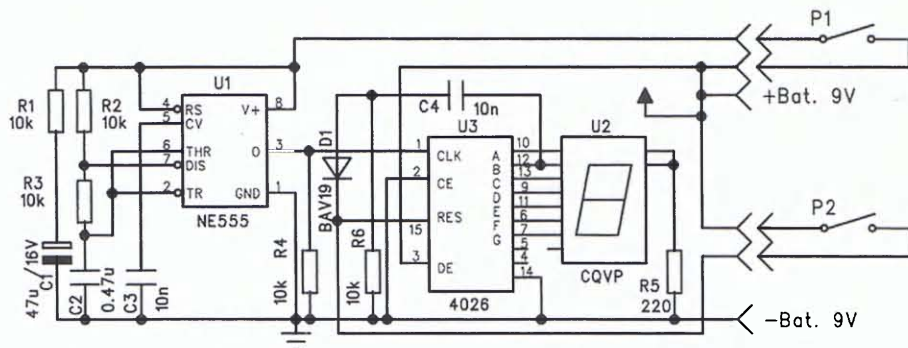 P1
+Bat. 9V
P2
-Bat. 9V
R1
10k
R2
10k
R3
10k
47u/16V
C1
C2
0.47u
C3
10n
U1
4
5
6
7
2
RS
CV
THR
DIS
TR
V+
O
GND
8
3
1
NE555
R4
10k
D1
BAV19
R6
10k
C4
10n
U3
1
2
15
3
CLK
CE
RES
DE
A
B
C
D
E
F
G
10
12
13
9
11
6
7
5
4
14
4026
U2
CQVP
R5
220